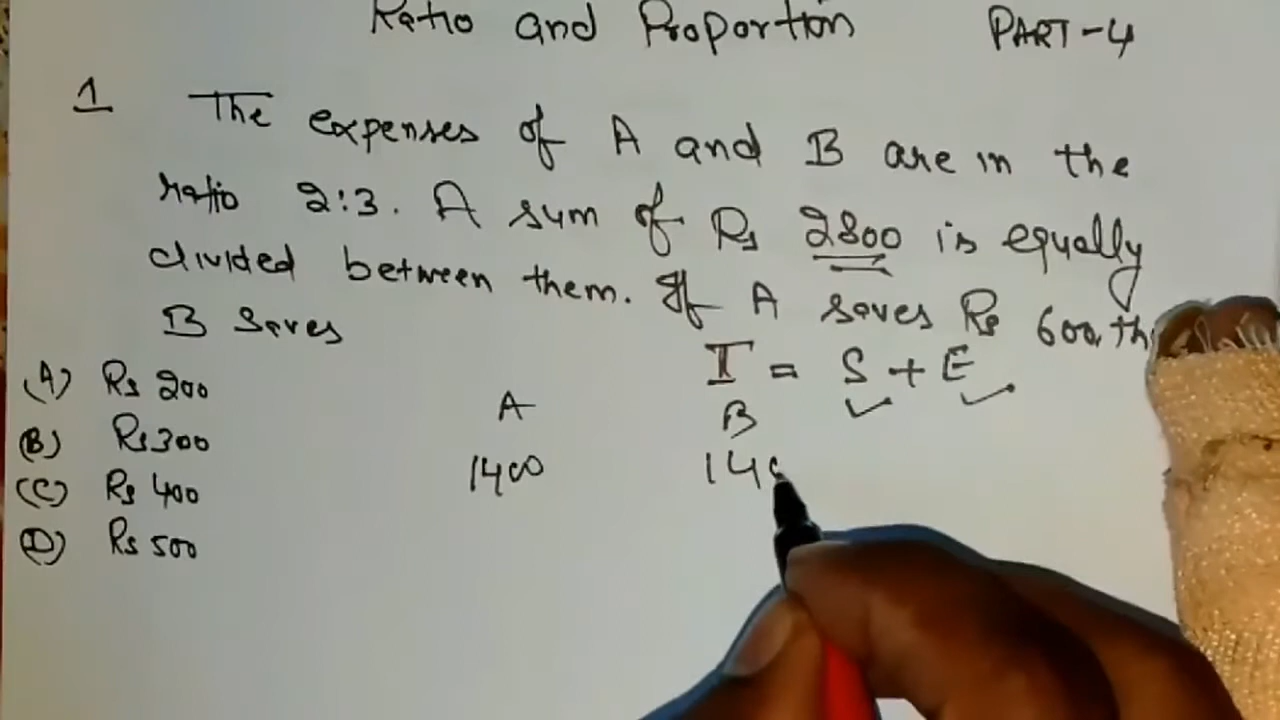 Ratio and Proportion PART-4
1 The expenses of A and B are in the
ratio 2:3. A sum of Rs 2800 is equally
divided between them. If A saves Rs 600, th
B saves
I = S + E
(A) Rs 200
A B
(B) Rs 300
1400 140
(C) Rs 400
(D) Rs 500